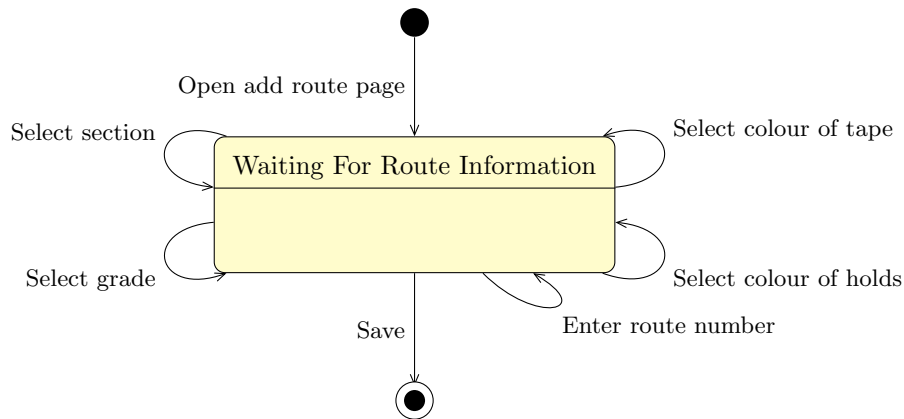 Open add route page
Select section
Select colour of tape
Waiting For Route Information
Select grade
Select colour of holds
Enter route number
Save